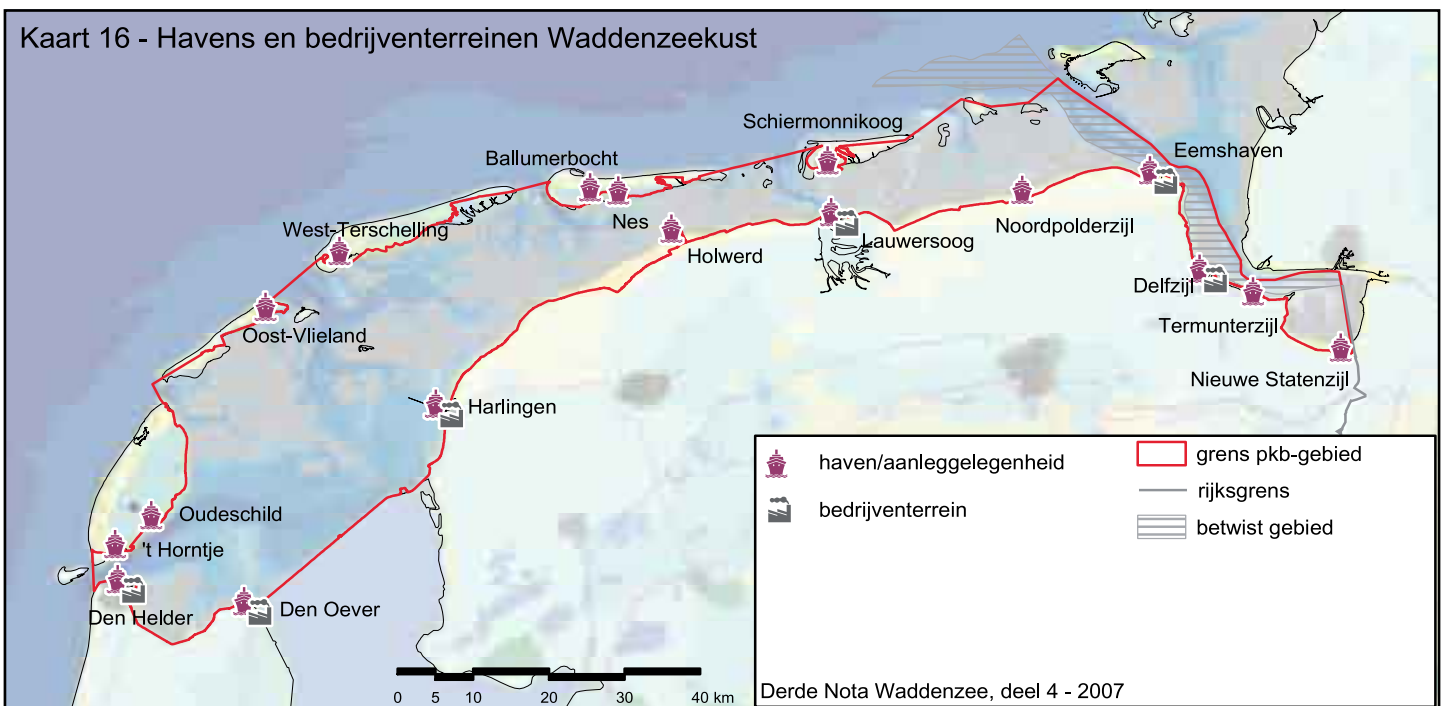 Kaart 16 - Havens en bedrijventerreinen Waddenzeekust
Schiermonnikoog
Ballumerbocht
Eemshaven
West-Terschelling
Nes
Noordpolderzijl
Lauwersoog
Holwerd
Delfzijl
Oost-Vlieland
Termunterzijl
Nieuwe Statenzijl
Harlingen
Oudeschild
't Horntje
Den Helder
Den Oever
haven/aanleggelegenheid
bedrijventerrein
grens pkb-gebied
rijksgrens
betwist gebied
0 5 10 20 30 40 km
Derde Nota Waddenzee, deel 4 - 2007